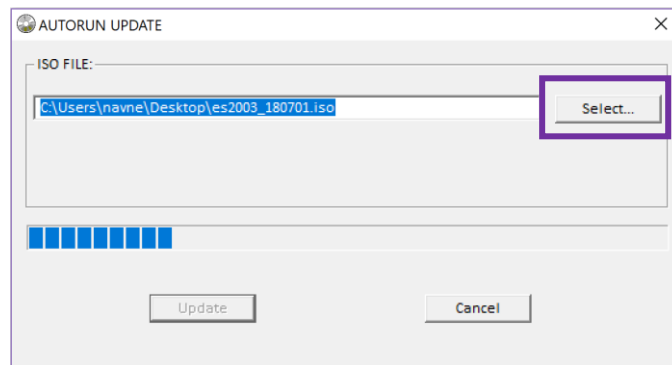 AUTORUN UPDATE
ISO FILE:
C:\Users\navne\Desktop\es2003_180701.iso
Select...
Update
Cancel